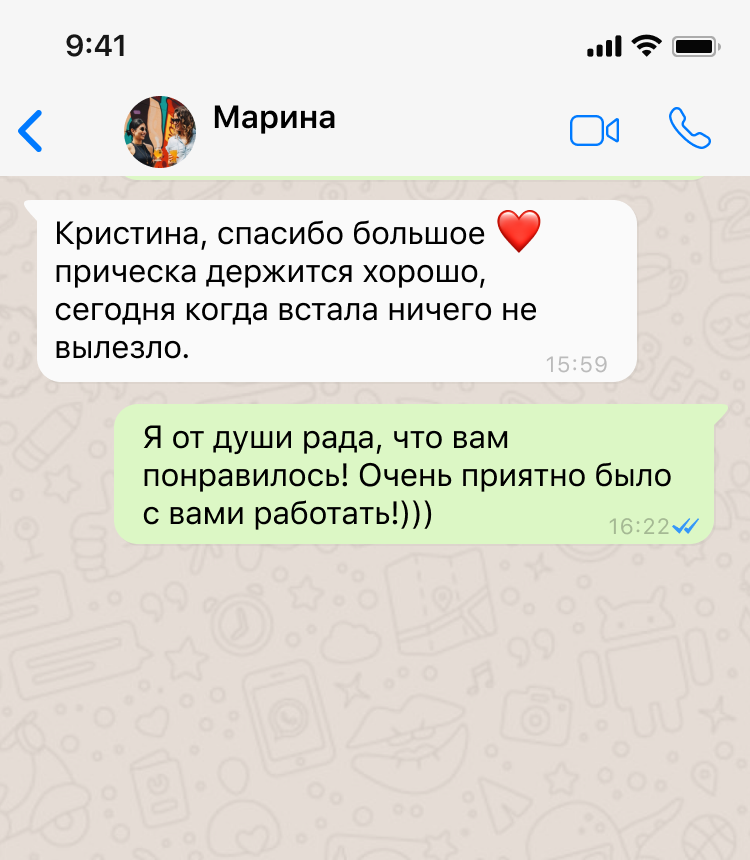 9:41
Марина
Кристина, спасибо большое ❤️
прическа держится хорошо,
сегодня когда встала ничего не
вылезло.
15:59
Я от души рада, что вам
понравилось! Очень приятно было
с вами работать!)))
16:22